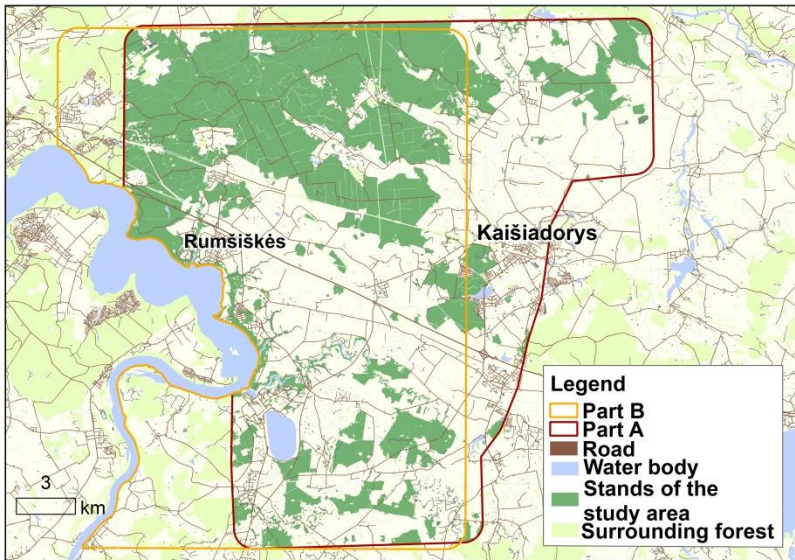 Rumšiškės
Kaišiadorys
Legend
Part B
Part A
Road
Water body
Stands of the
study area
Surrounding forest
3
km